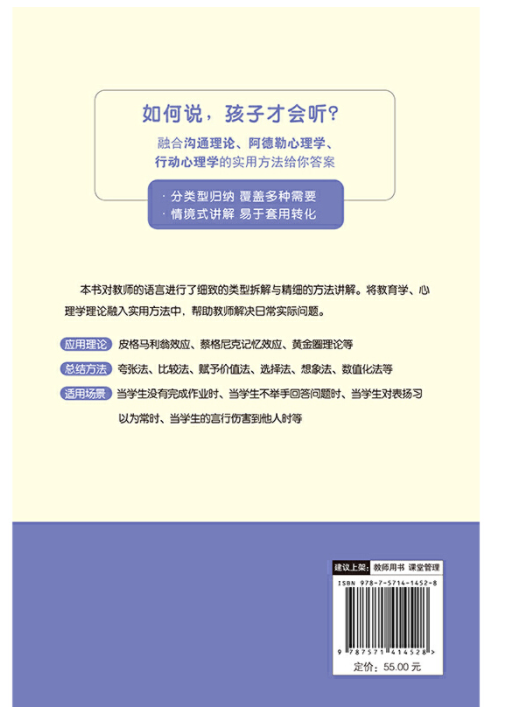 如何说，孩子才会听？
融合沟通理论、阿德勒心理学、
行动心理学的实用方法给你答案
·分类型归纳 覆盖多种需要
·情境式讲解 易于套用转化
本书对教师的语言进行了细致的类型拆解与精细的方法讲解。将教育学、心
理学理论融入实用方法中，帮助教师解决日常实际问题。
应用理论 皮格马利翁效应、蔡格尼克记忆效应、黄金圈理论等
总结方法 夸张法、比较法、赋予价值法、选择法、想象法、数值化法等
适用场景 当学生没有完成作业时、当学生不举手回答问题时、当学生对表扬习
以为常时、当学生的言行伤害到他人时等
建议上架：教师用书 课堂管理
ISBN 978-7-5714-1452-8
9 787571 414528 >
定价：55.00 元